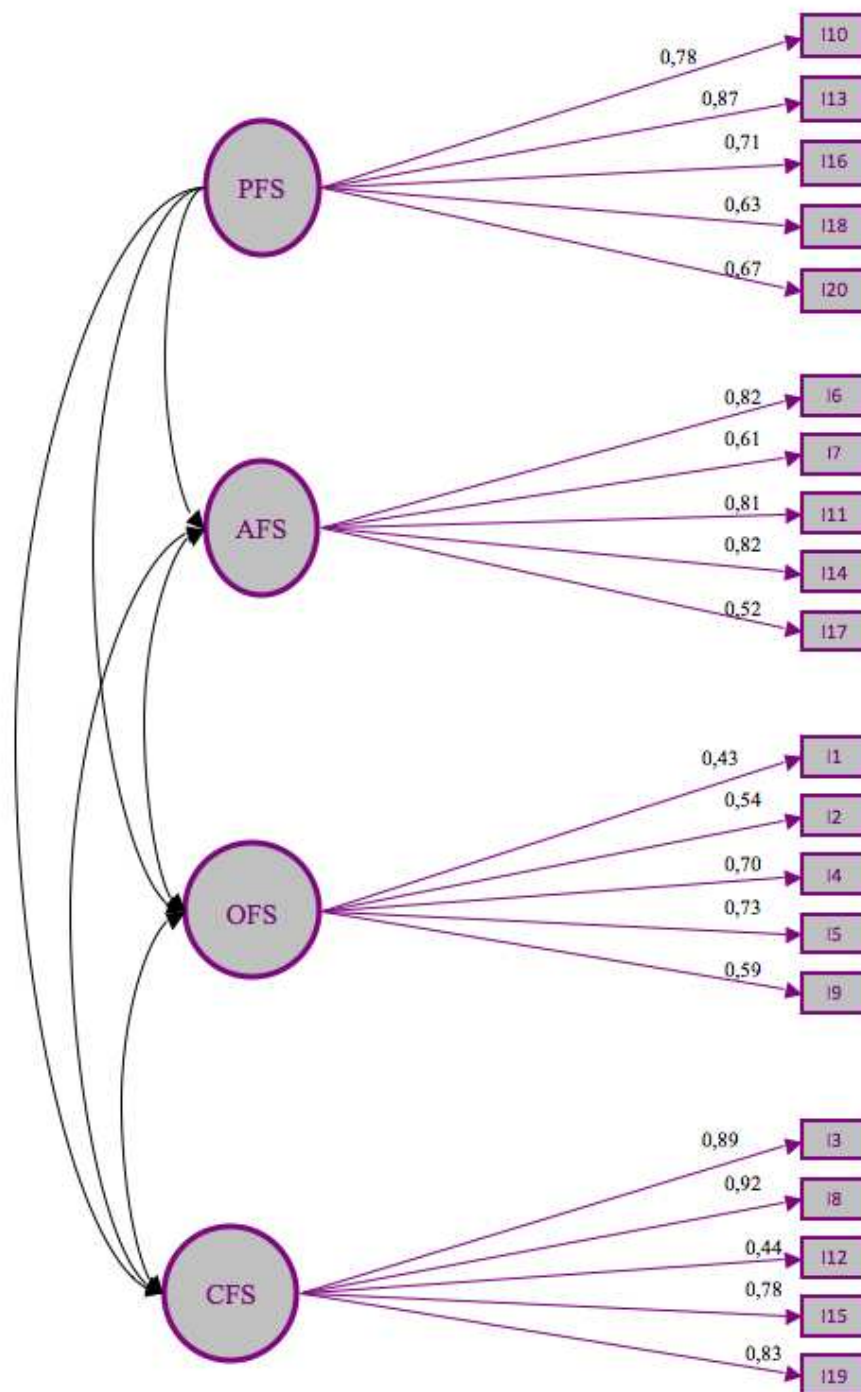 I10
0,78
0,87
I13
0,71
I16
PFS
0,63
I18
0,67
I20
0,82
I6
0,61
I7
0,81
I11
AFS
0,82
I14
0,52
I17
0,43
I1
0,54
I2
0,70
I4
OFS
0,73
I5
0,59
I9
0,89
I3
0,92
I8
0,44
I12
CFS
0,78
I15
0,83
I19